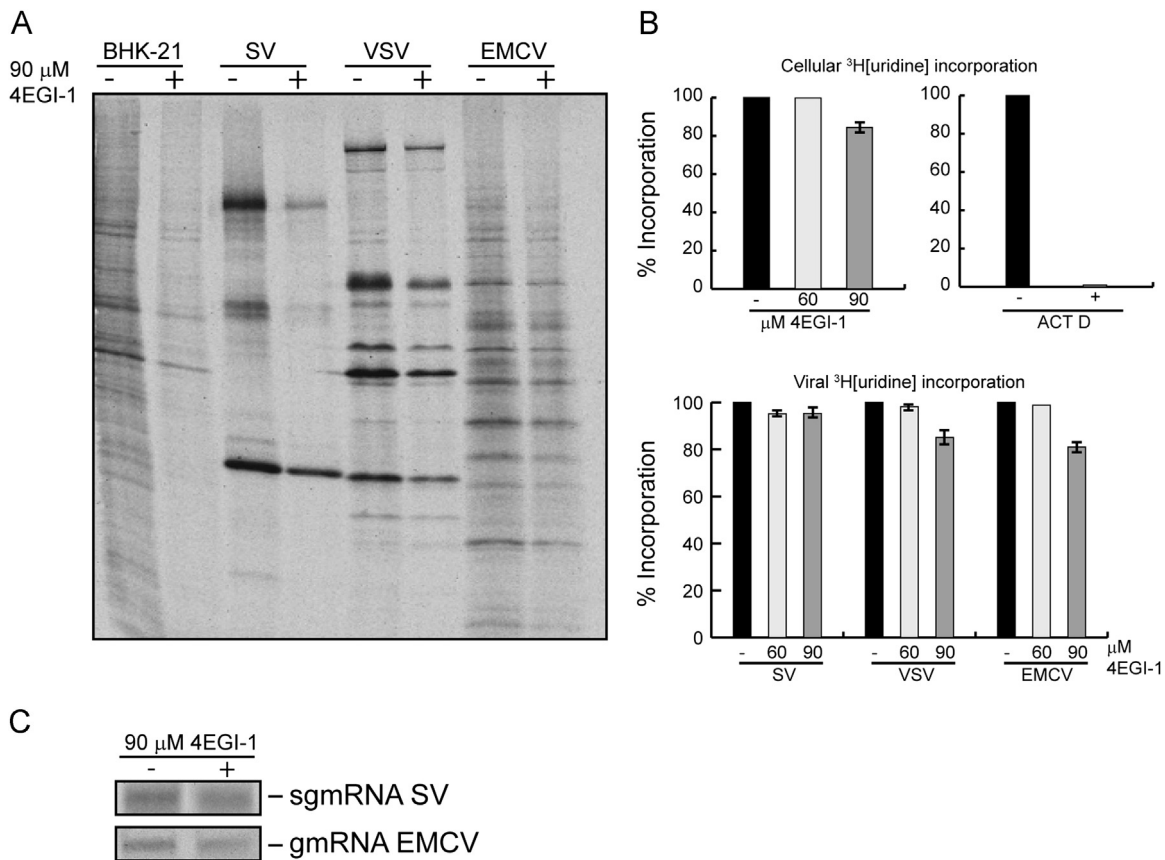 A
BHK-21 SV VSV EMCV
90 μM 4EGI-1
- + - + - + - +
B
Cellular ³H[uridine] incorporation
% Incorporation
100
80
60
40
20
0
- 60 90
μM 4EGI-1
100
80
60
40
20
0
- +
ACT D
Viral ³H[uridine] incorporation
% Incorporation
100
80
60
40
20
0
- 60 90 - 60 90 - 60 90 μM
SV VSV EMCV 4EGI-1
C
90 μM 4EGI-1
- +
– sgmRNA SV
– gmRNA EMCV